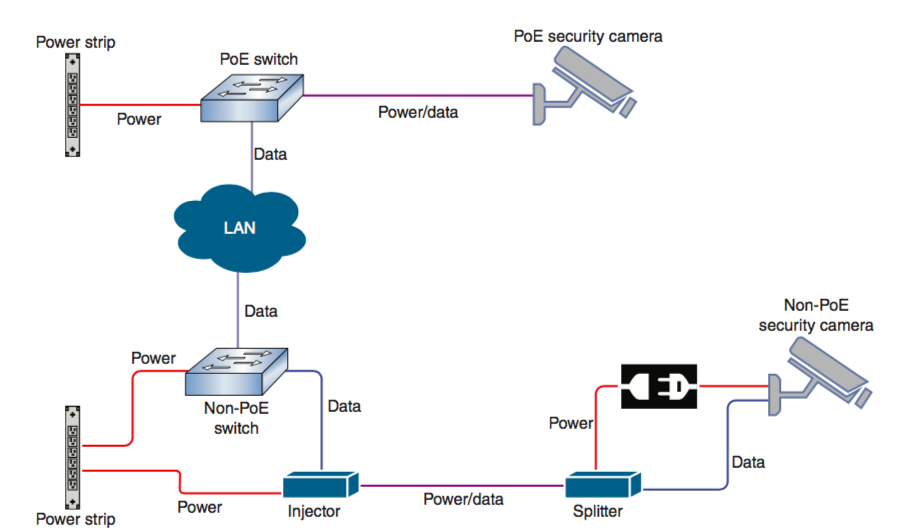 Power strip
PoE switch
PoE security camera
Power
Power/data
Data
LAN
Data
Non-PoE
security camera
Power
Non-PoE
switch
Data
Power
Data
Power
Power/data
Power strip
Injector
Splitter